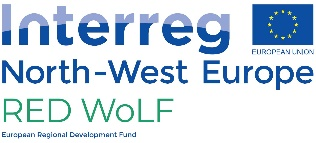 Interreg
EUROPEAN UNION
North-West Europe
RED WoLF
European Regional Development Fund